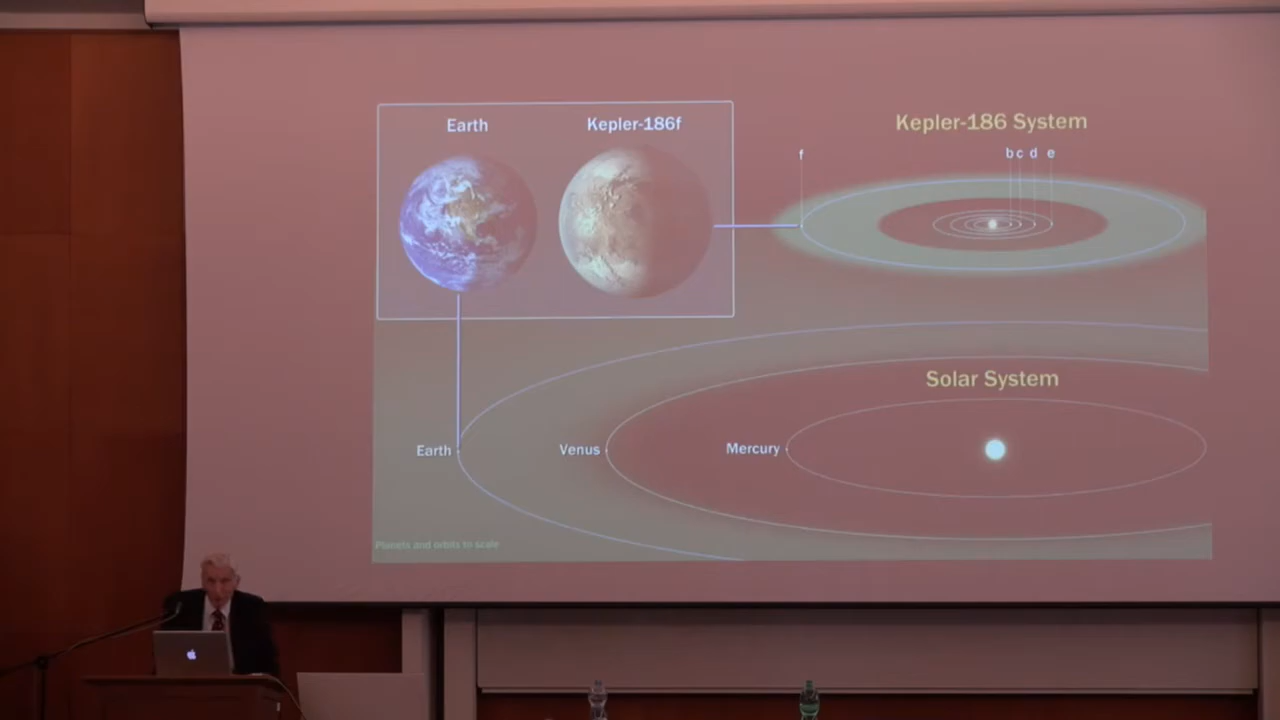 Earth
Kepler-186f
Kepler-186 System
f
b c d e
Solar System
Earth
Venus
Mercury
Planets and orbits to scale